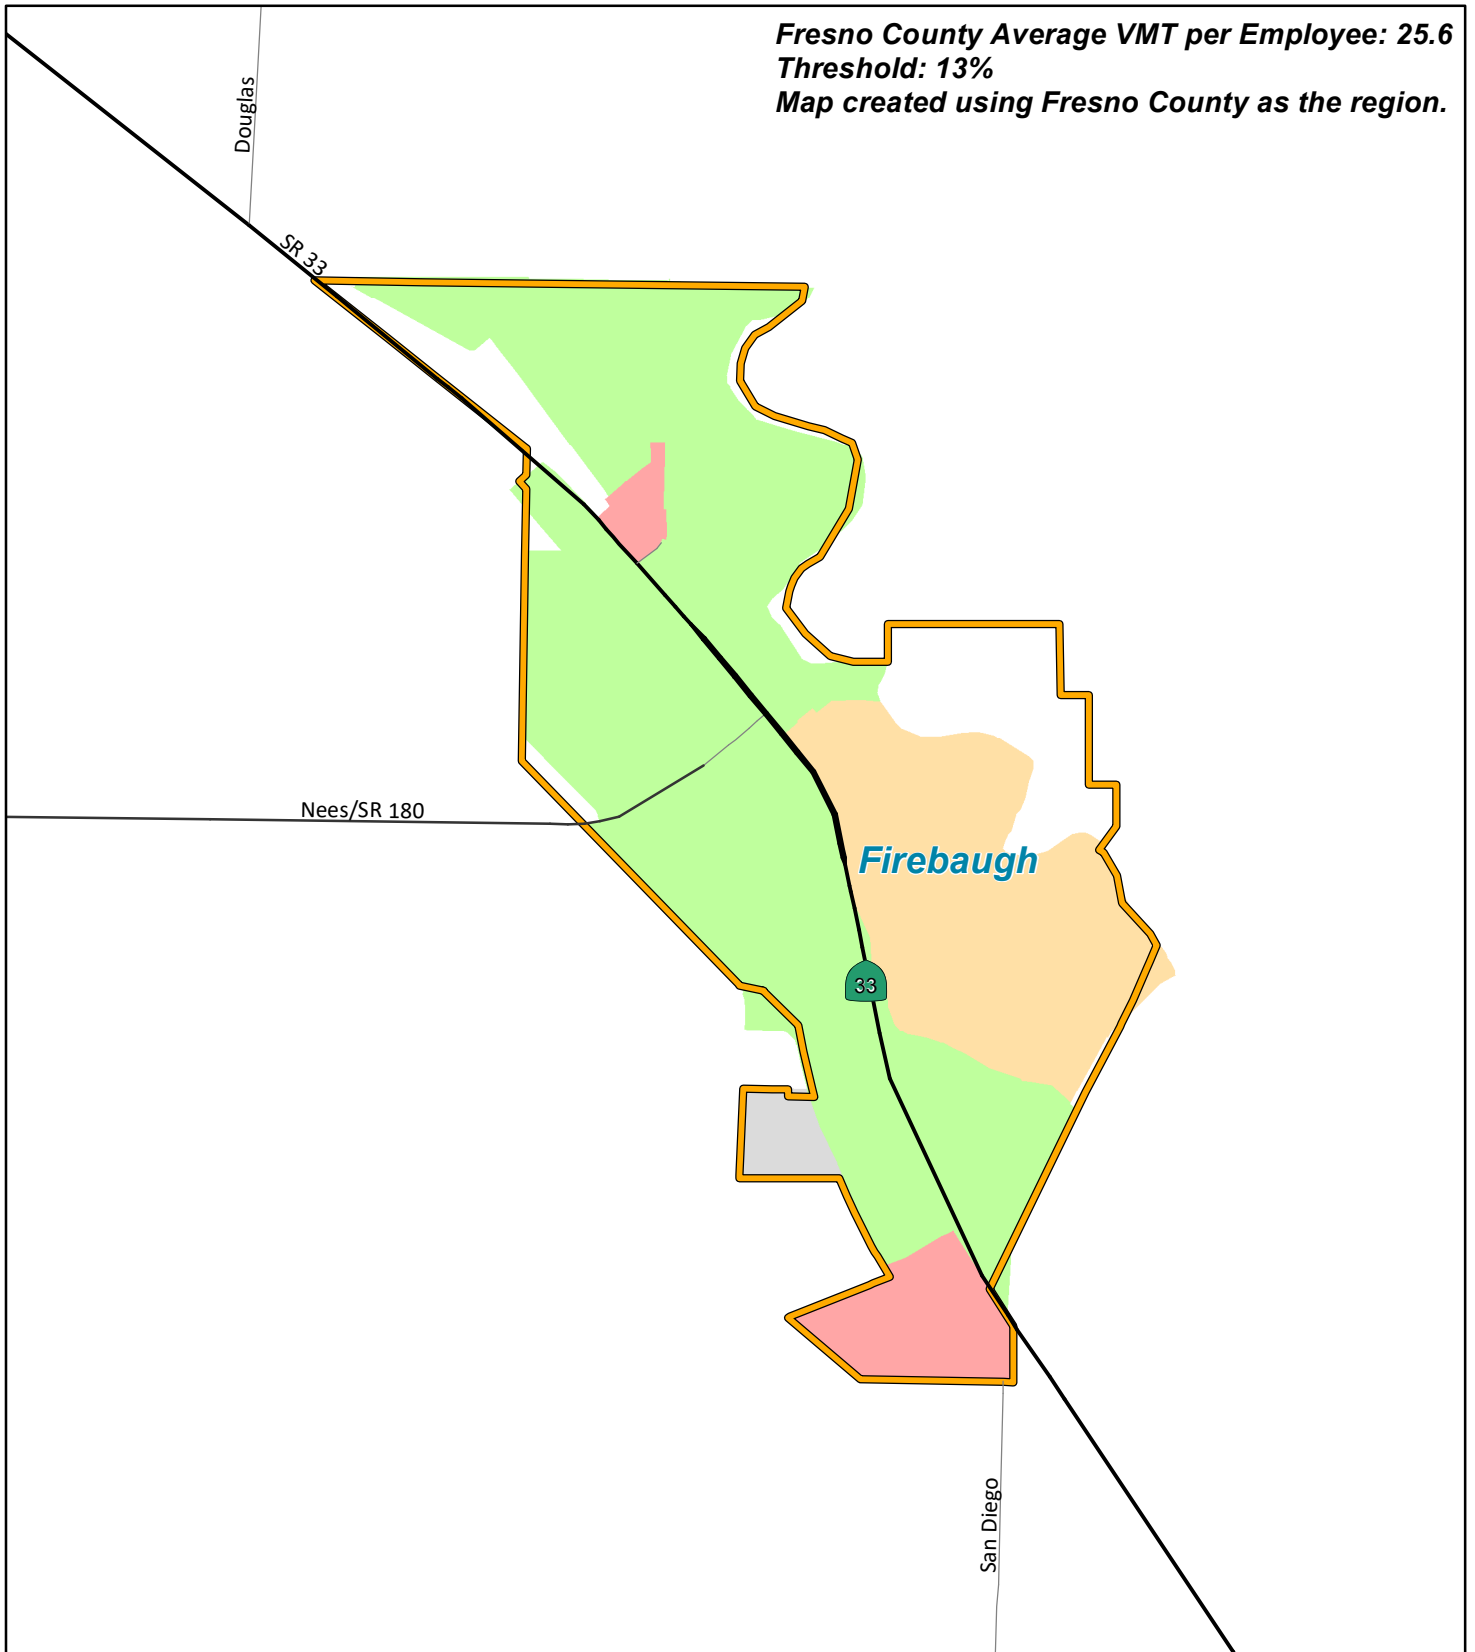 Fresno County Average VMT per Employee: 25.6
Threshold: 13%
Map created using Fresno County as the region.
Douglas
SR 33
Nees/SR 180
Firebaugh
33
San Diego